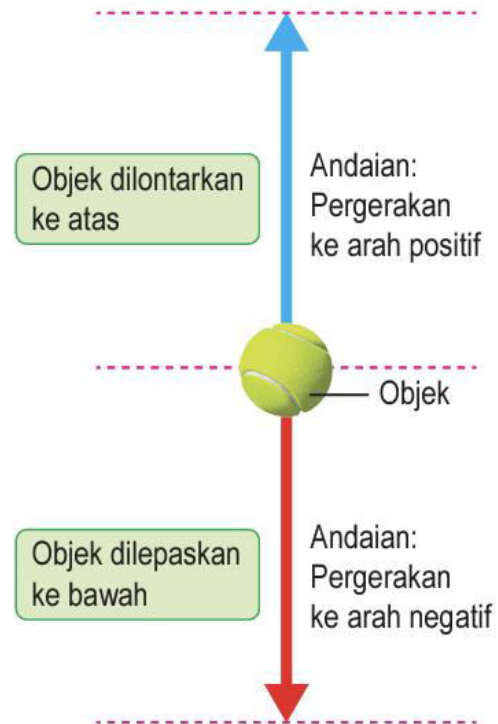 Objek dilontarkan
ke atas
Andaian:
Pergerakan
ke arah positif
Objek
Objek dilepaskan
ke bawah
Andaian:
Pergerakan
ke arah negatif